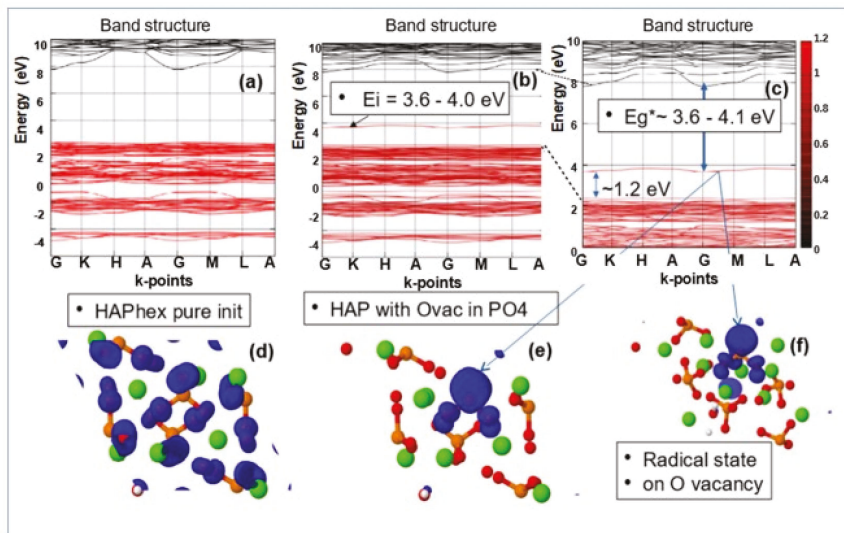 Band structure
Band structure
Band structure
Energy (eV)
10
8
6
4
2
0
-2
-4
(a)
G K H A G M L A
k-points
Energy (eV)
10
8
6
4
2
0
-2
-4
(b)
• Ei = 3.6 - 4.0 eV
G K H A G M L A
k-points
Energy (eV)
10
8
6
4
2
0
(c)
• Eg*~ 3.6 - 4.1 eV
~1.2 eV
G K H A G M L A
k-points
1.2
1
0.8
0.6
0.4
0.2
0
• HAPhex pure init
• HAP with Ovac in PO4
(d)
(e)
(f)
• Radical state
• on O vacancy